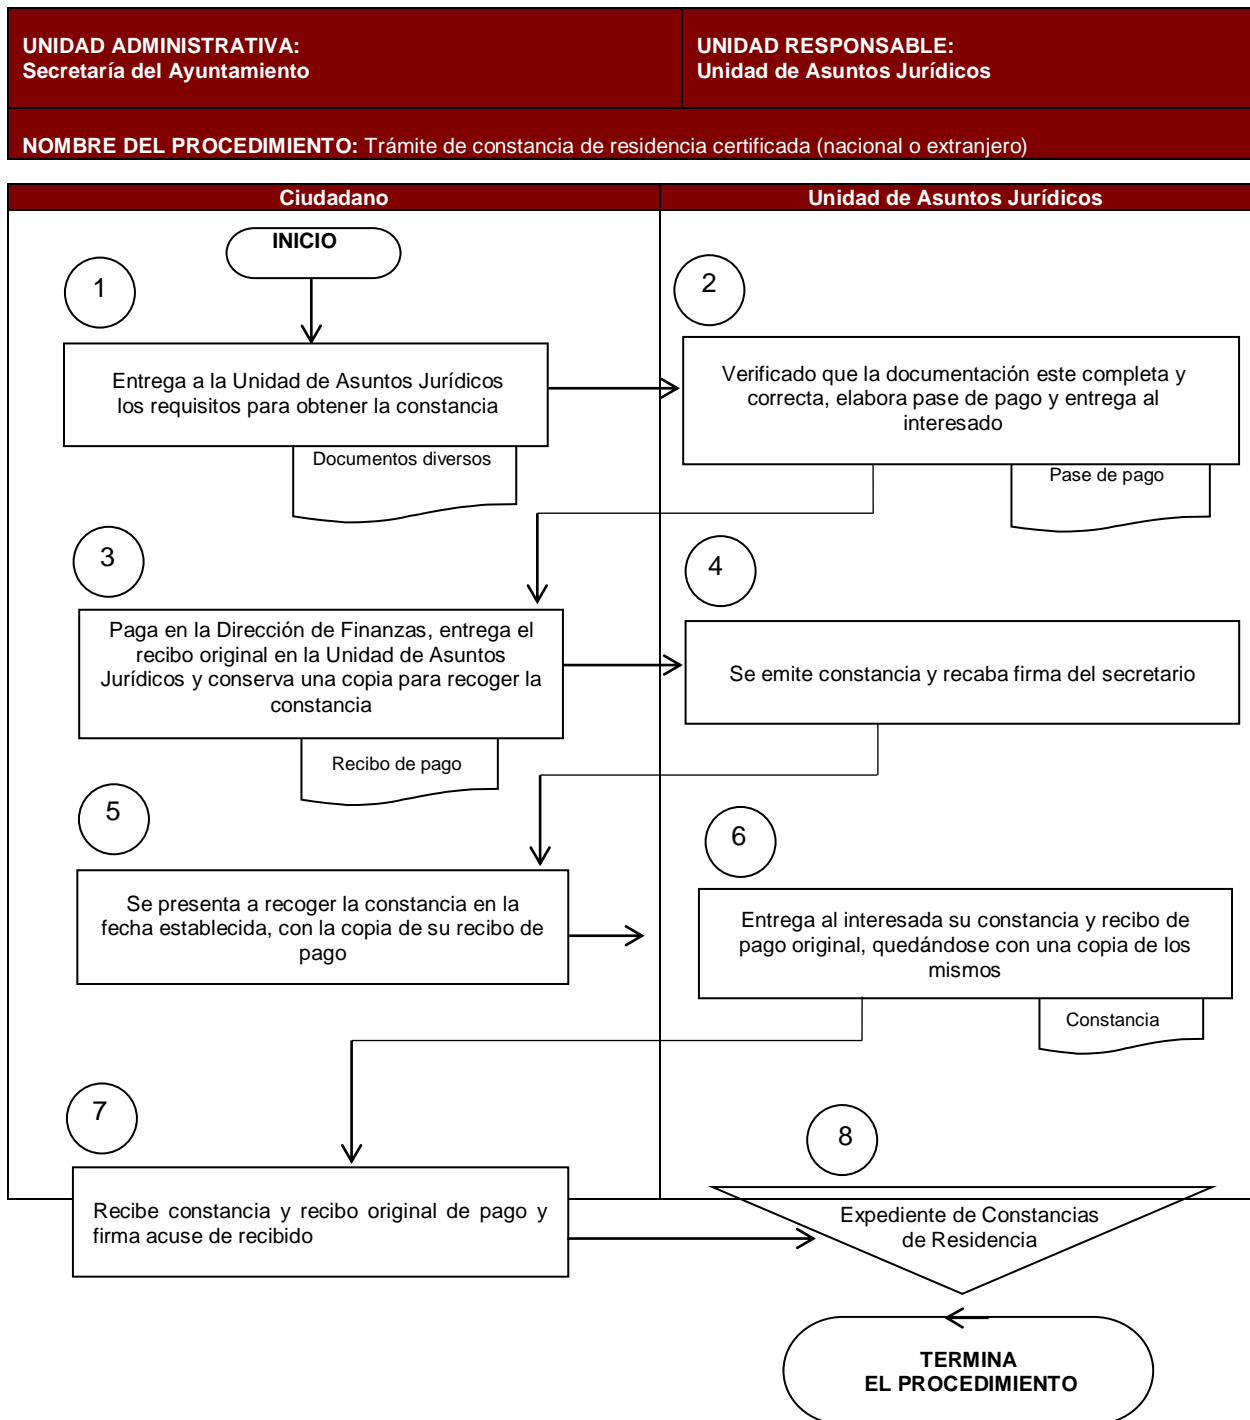 UNIDAD ADMINISTRATIVA:
Secretaría del Ayuntamiento
UNIDAD RESPONSABLE:
Unidad de Asuntos Jurídicos
NOMBRE DEL PROCEDIMIENTO: Trámite de constancia de residencia certificada (nacional o extranjero)
Ciudadano
Unidad de Asuntos Jurídicos
INICIO
1
Entrega a la Unidad de Asuntos Jurídicos
los requisitos para obtener la constancia
Documentos diversos
2
Verificado que la documentación este completa y
correcta, elabora pase de pago y entrega al
interesado
Pase de pago
3
Paga en la Dirección de Finanzas, entrega el
recibo original en la Unidad de Asuntos
Jurídicos y conserva una copia para recoger la
constancia
Recibo de pago
4
Se emite constancia y recaba firma del secretario
5
Se presenta a recoger la constancia en la
fecha establecida, con la copia de su recibo de
pago
6
Entrega al interesada su constancia y recibo de
pago original, quedándose con una copia de los
mismos
Constancia
7
Recibe constancia y recibo original de pago y
firma acuse de recibido
8
Expediente de Constancias
de Residencia
TERMINA
EL PROCEDIMIENTO